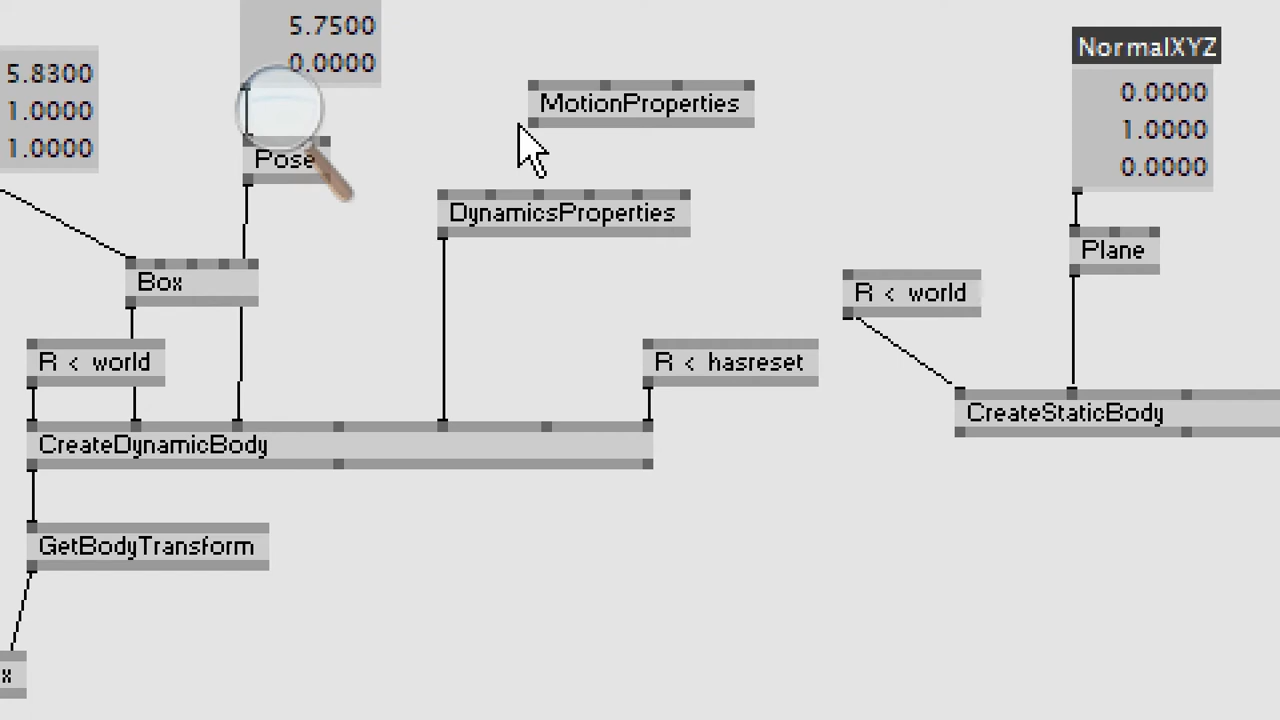 5.7500
0.0000
NormalXYZ
5.8300
1.0000
1.0000
0.0000
1.0000
0.0000
MotionProperties
Pose
DynamicsProperties
Plane
Box
R < world
R < world
R < hasreset
CreateStaticBody
CreateDynamicBody
GetBodyTransform
x